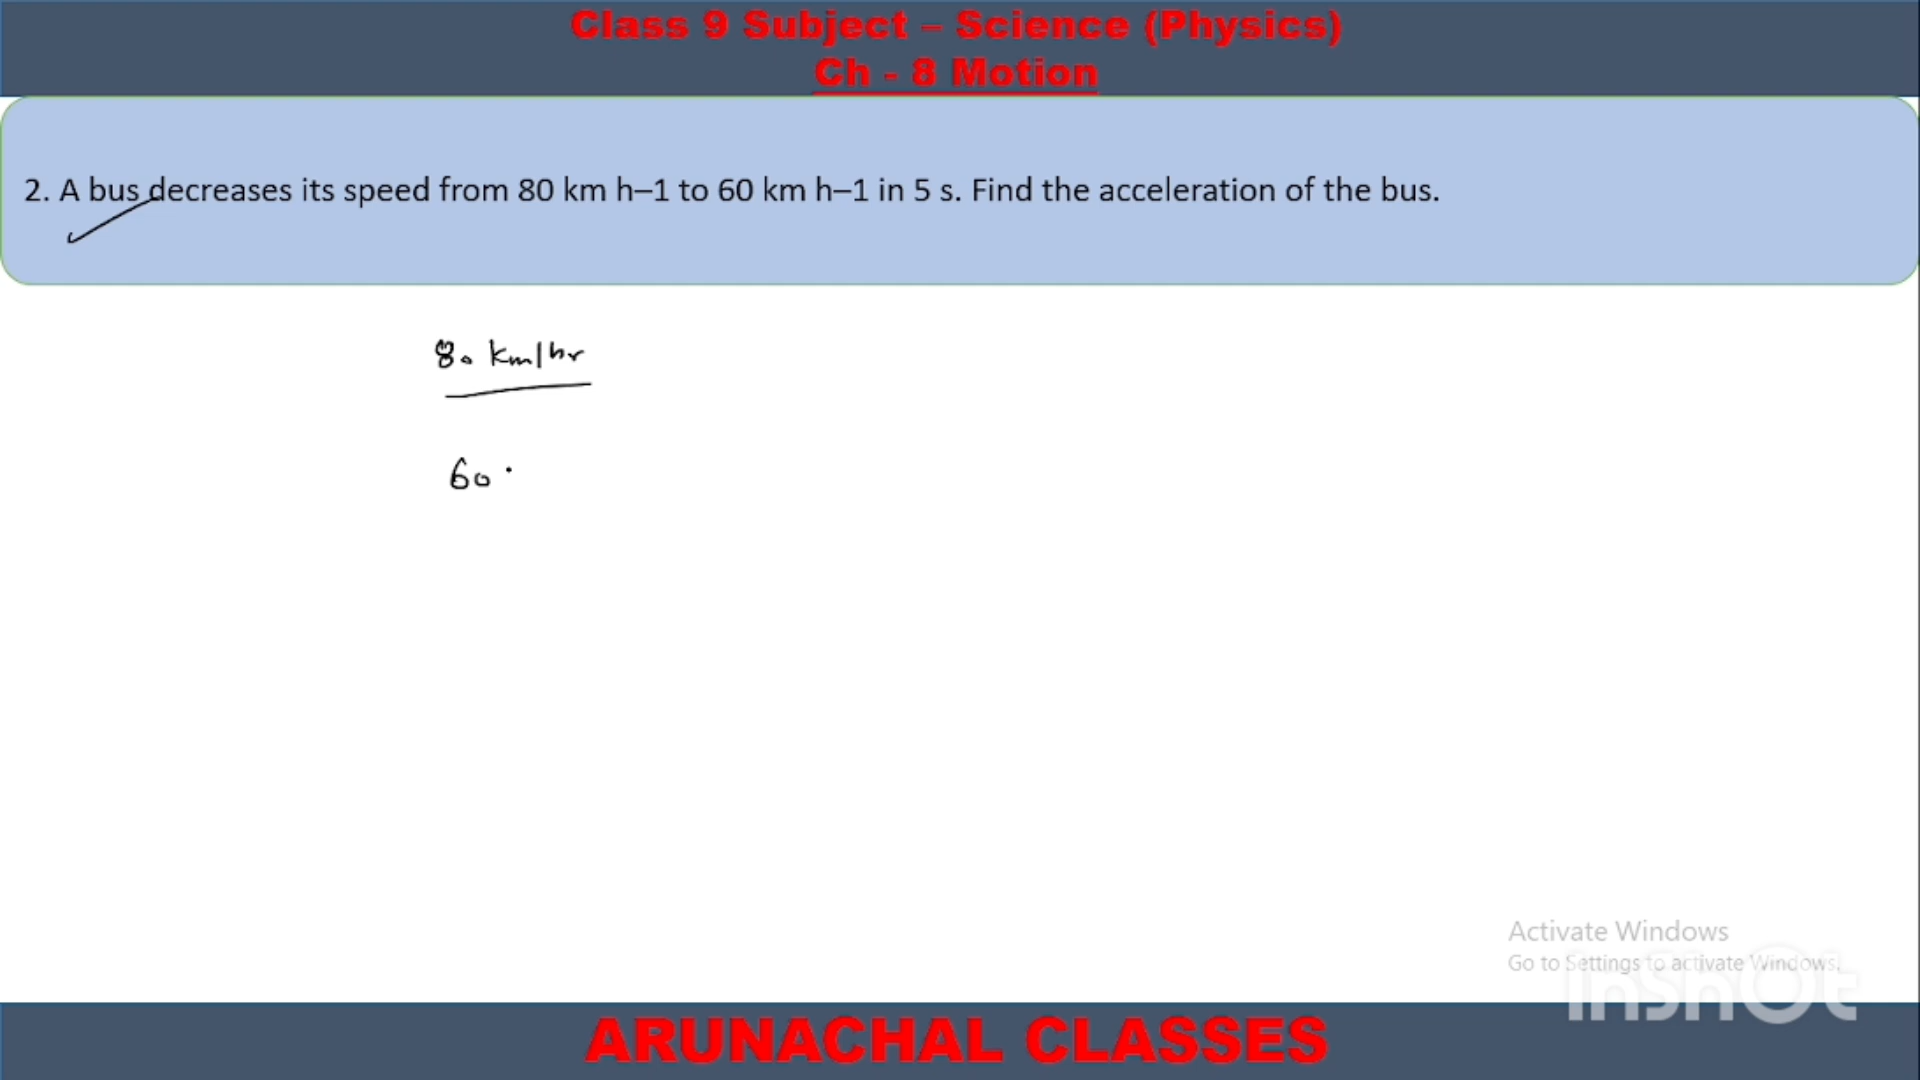 Class 9 Subject – Science (Physics)
Ch - 8 Motion
2. A bus decreases its speed from 80 km h–1 to 60 km h–1 in 5 s. Find the acceleration of the bus.
80 km/hr
60
Activate Windows
Go to Settings to activate Windows.
InShOt
ARUNACHAL CLASSES